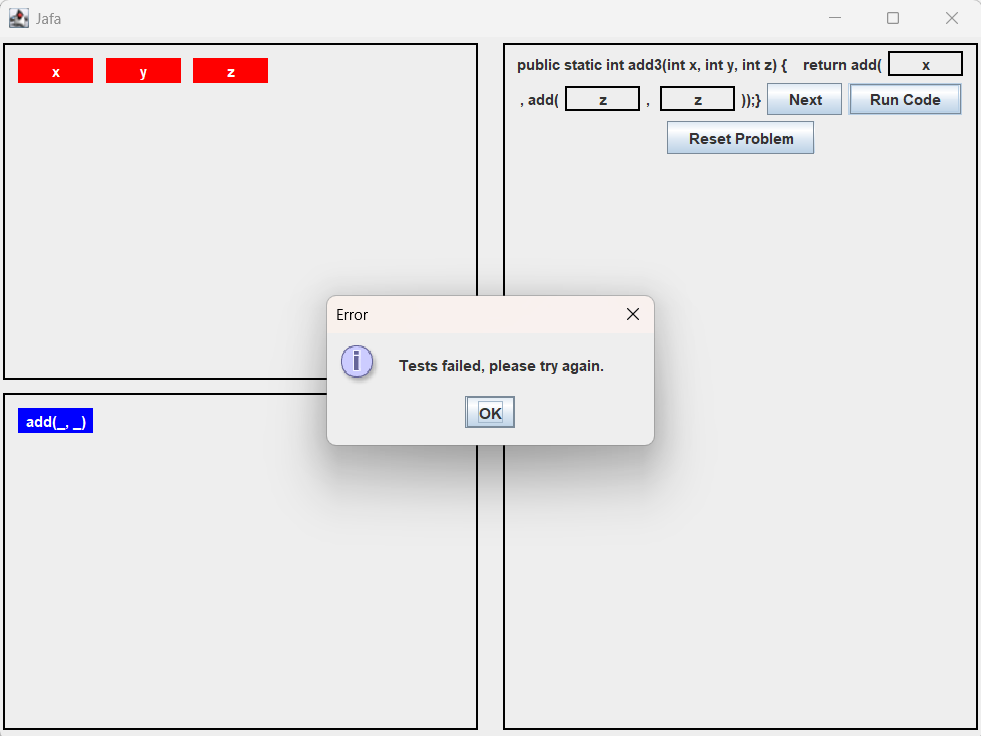 Jafa
x y z
public static int add3(int x, int y, int z) { return add( x
, add( z , z ));} Next Run Code
Reset Problem
Error
Tests failed, please try again.
OK
add(_, _)